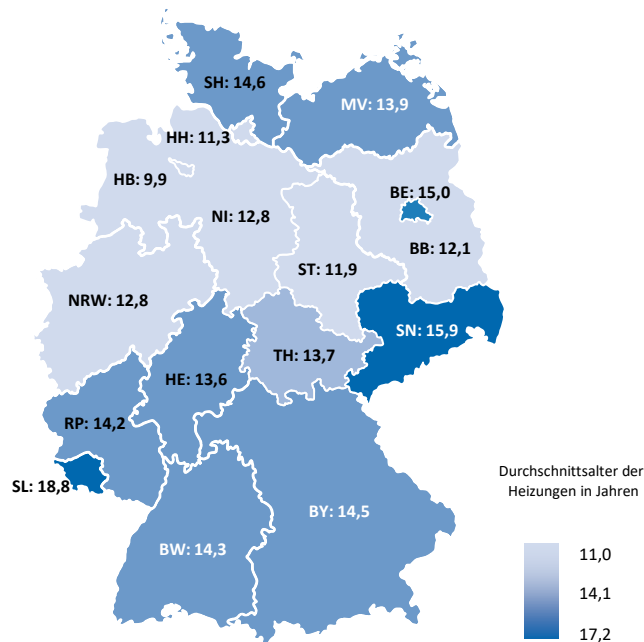 SH: 14,6
MV: 13,9
HH: 11,3
HB: 9,9
BE: 15,0
NI: 12,8
BB: 12,1
ST: 11,9
NRW: 12,8
SN: 15,9
TH: 13,7
HE: 13,6
RP: 14,2
SL: 18,8
BY: 14,5
BW: 14,3
Durchschnittsalter der
Heizungen in Jahren
11,0
14,1
17,2